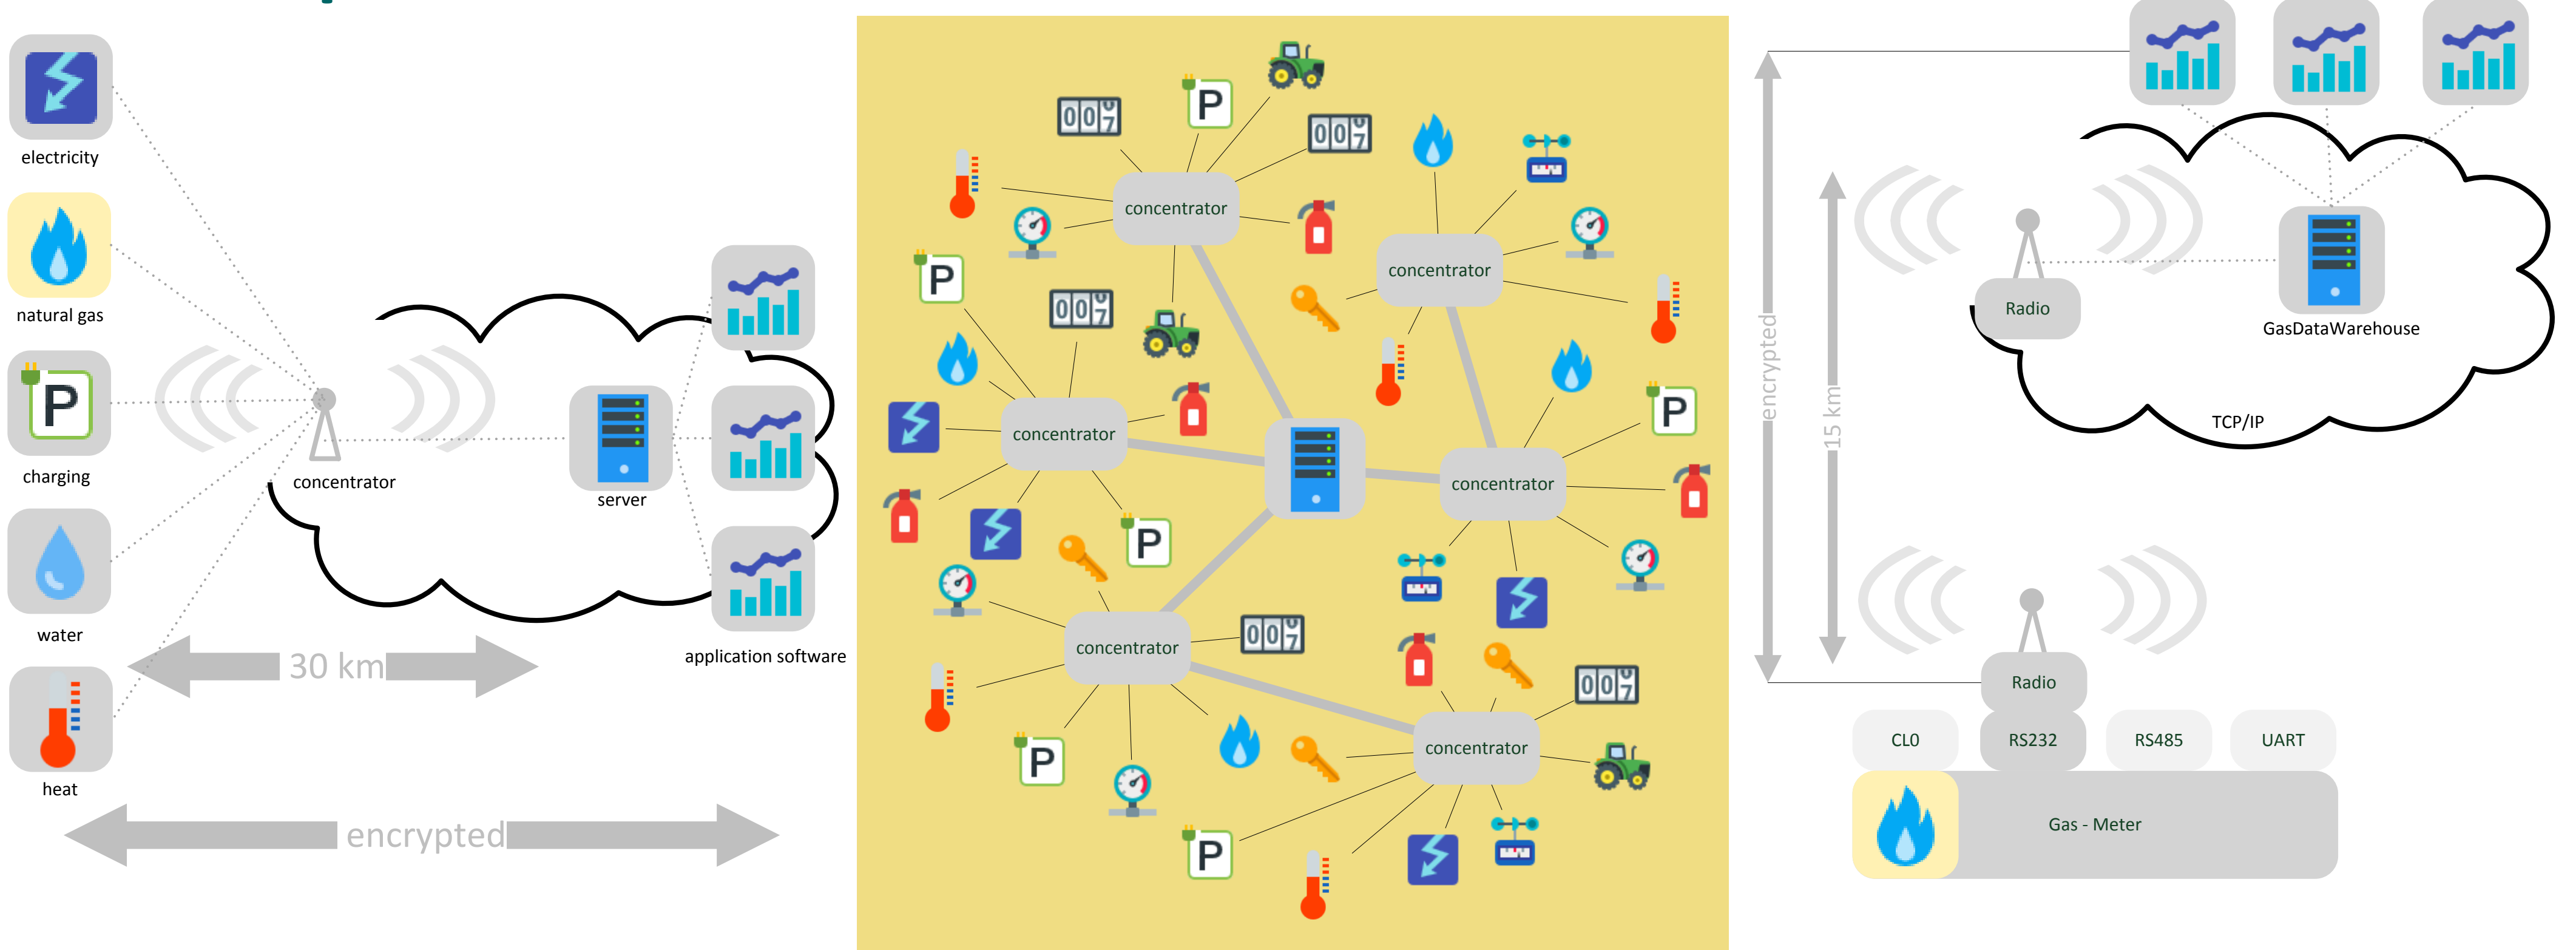 electricity
natural gas
P
charging
water
heat
concentrator
server
application software
30 km
encrypted
P
007
007
concentrator
concentrator
P
007
concentrator
P
concentrator
P
concentrator
007
007
P
concentrator
P
encrypted
15 km
Radio
GasDataWarehouse
TCP/IP
Radio
CL0
RS232
RS485
UART
Gas - Meter